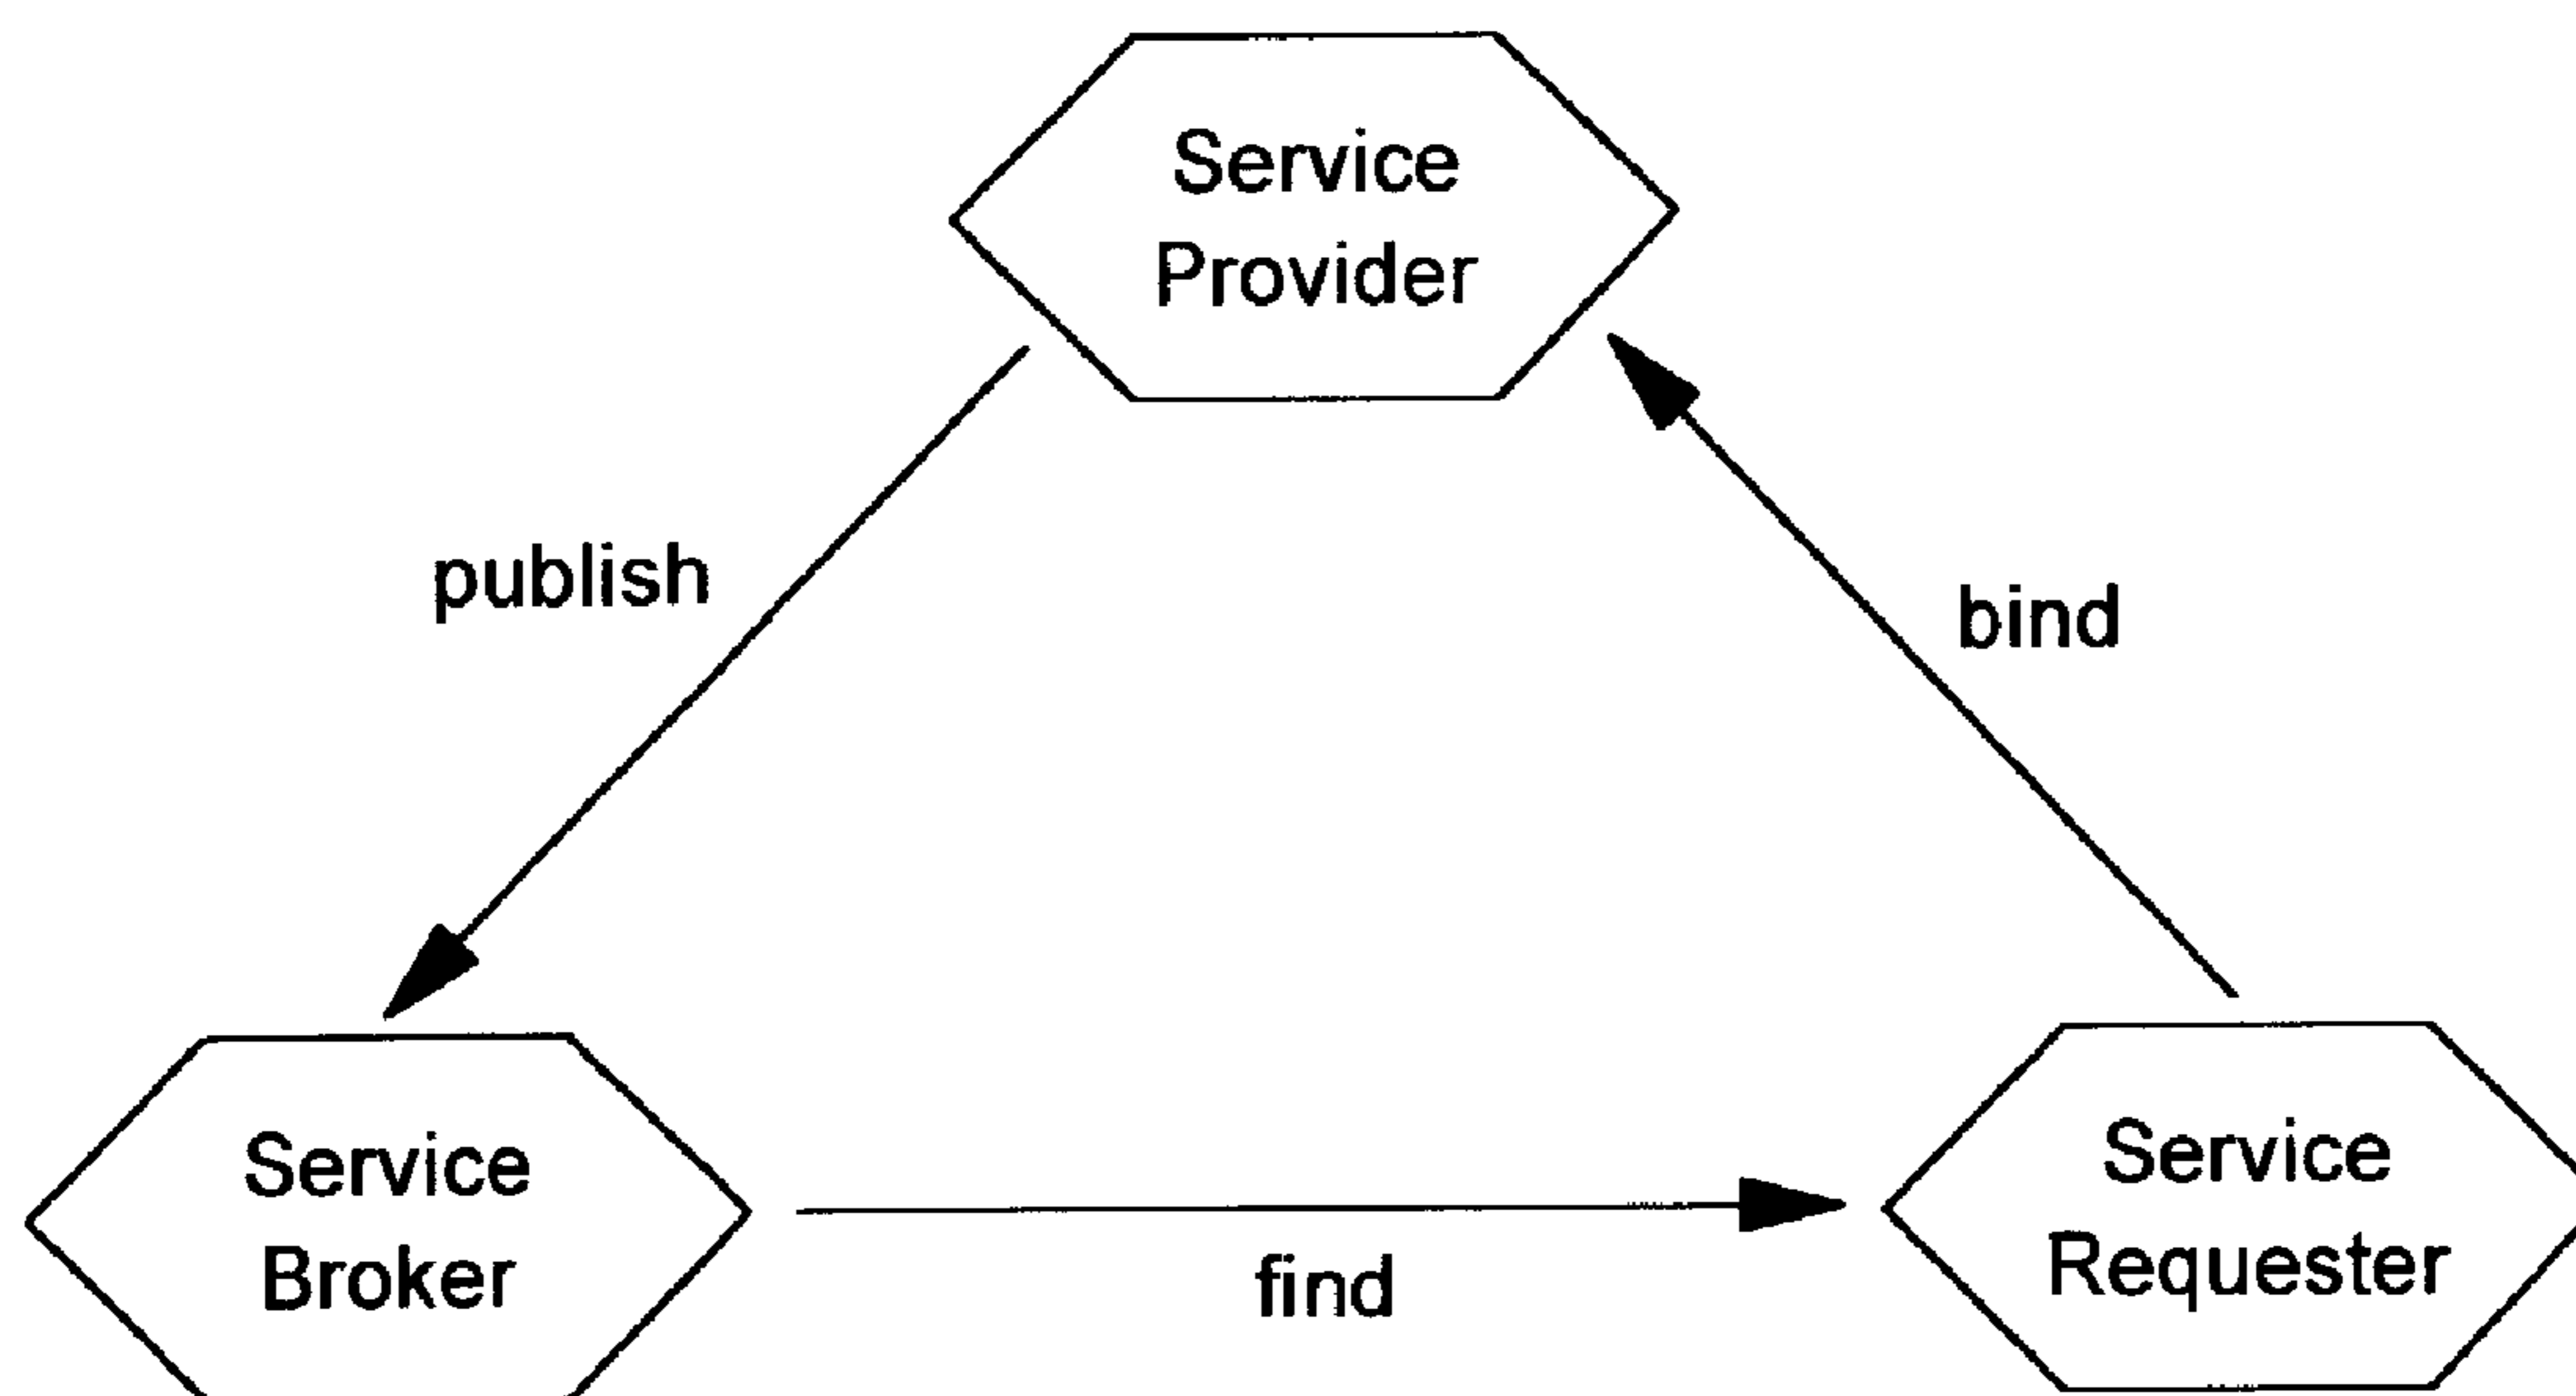 Service
Provider
publish
bind
Service
Broker
find
Service
Requester